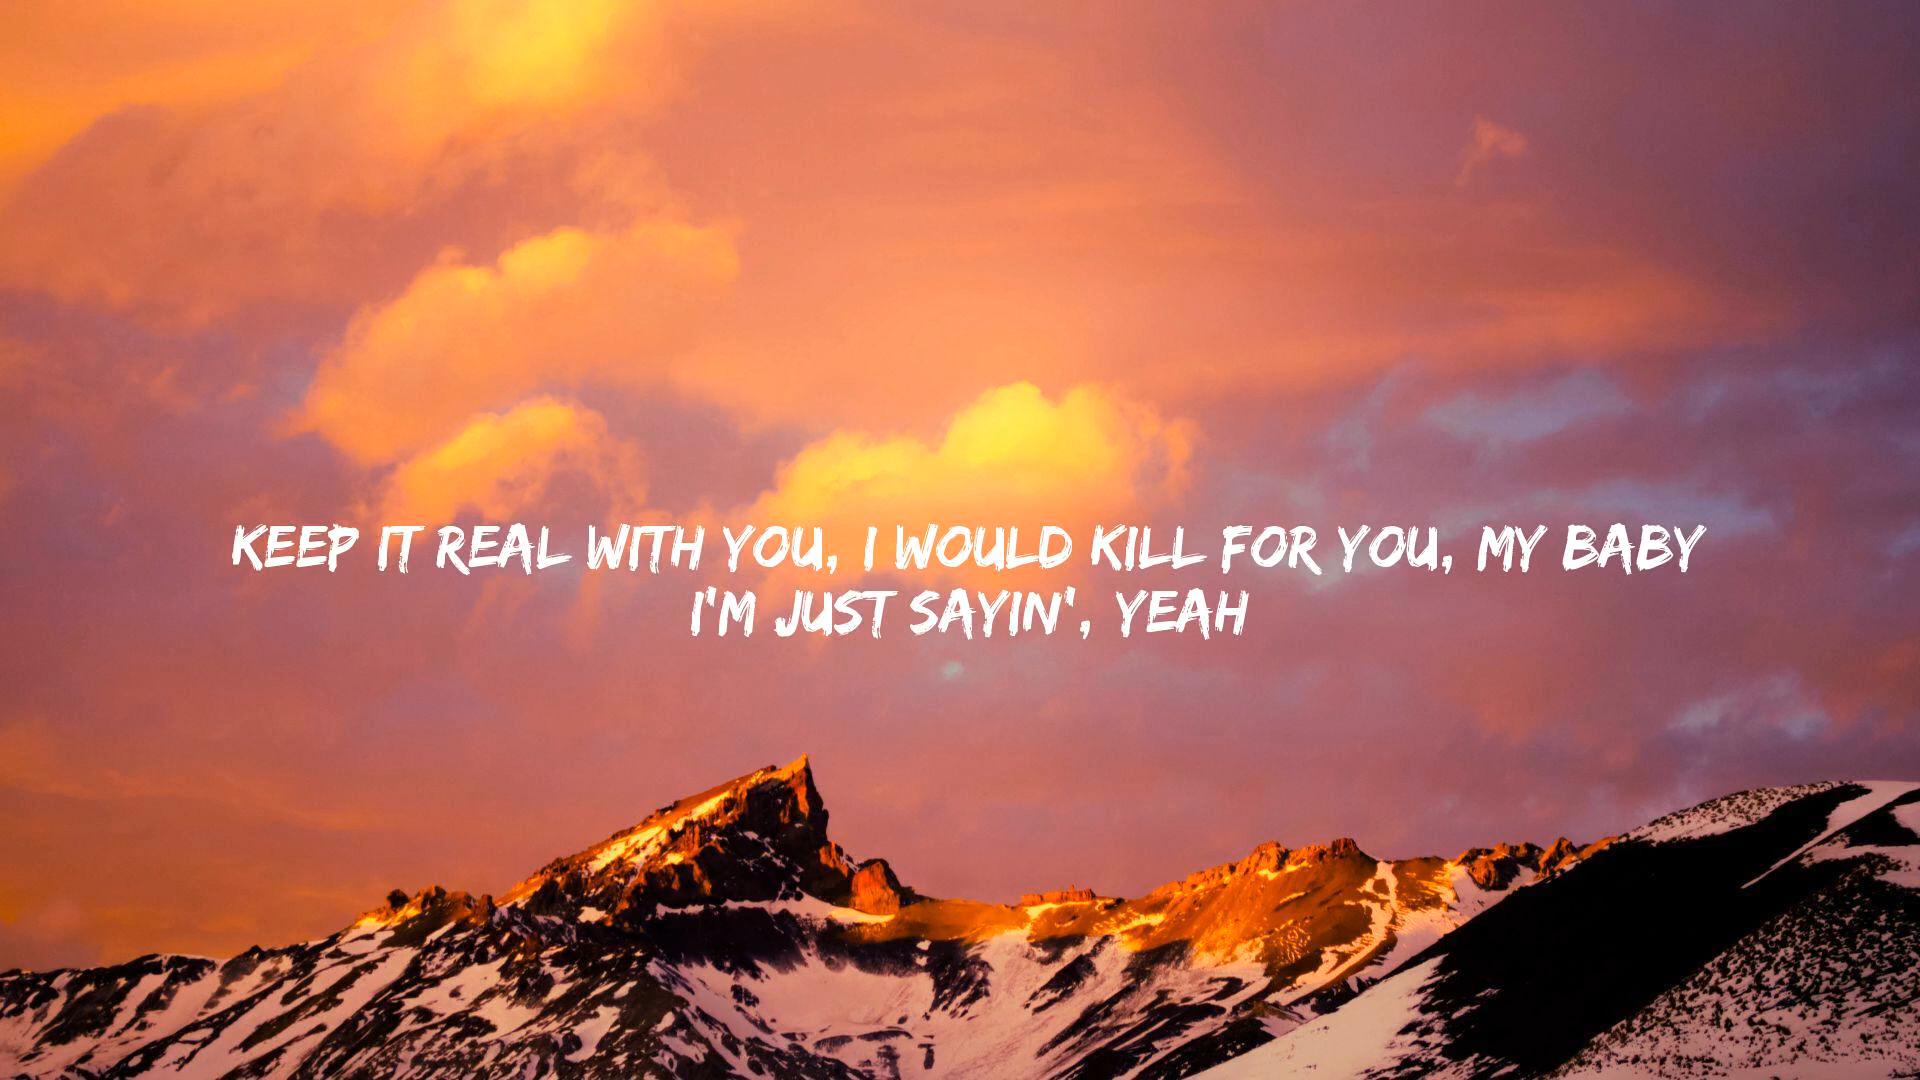 KEEP IT REAL WITH YOU, I WOULD KILL FOR YOU, MY BABY
I'M JUST SAYIN', YEAH